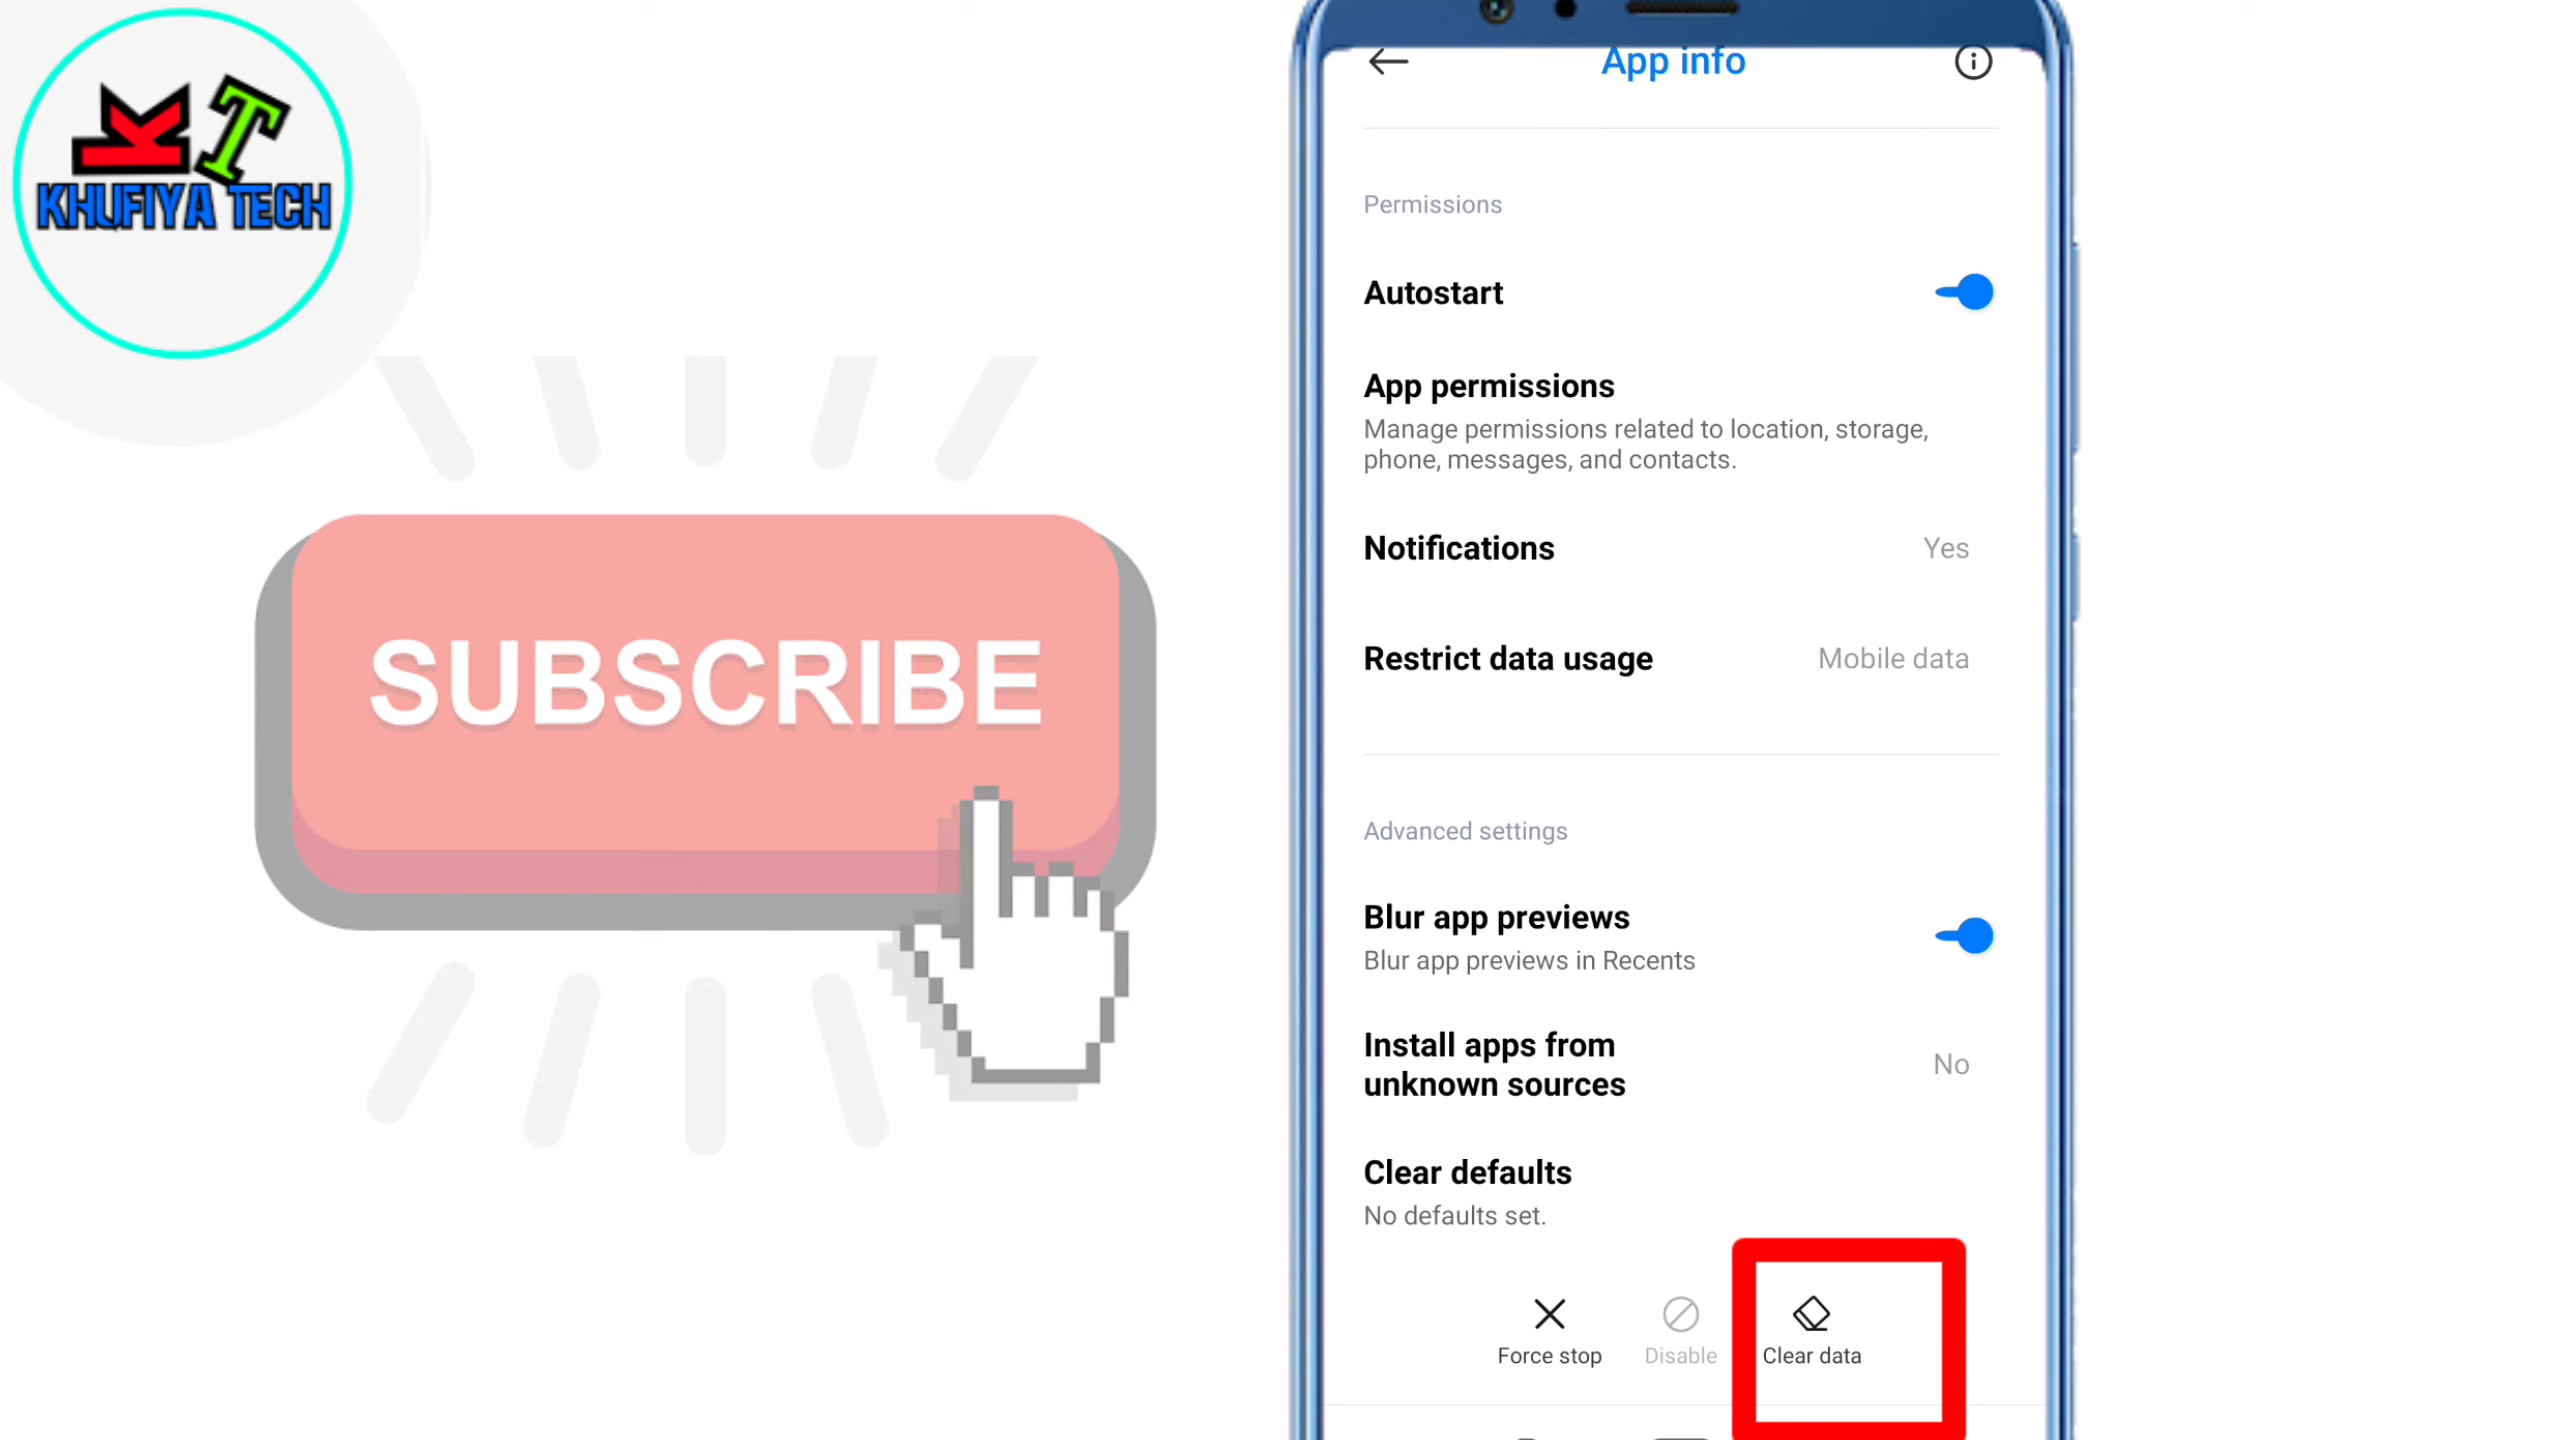 KT
KHUFIYA TECH
SUBSCRIBE
App info
Permissions
Autostart
App permissions
Manage permissions related to location, storage,
phone, messages, and contacts.
Notifications Yes
Restrict data usage Mobile data
Advanced settings
Blur app previews
Blur app previews in Recents
Install apps from
unknown sources No
Clear defaults
No defaults set.
Force stop Disable Clear data